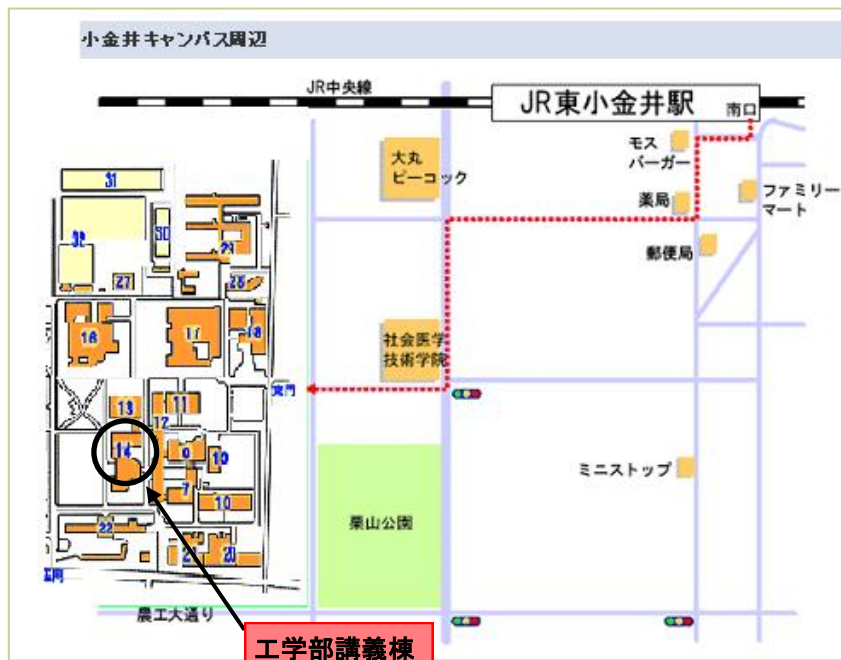 小金井キャンパス周辺
JR中央線
JR東小金井駅
南口
モス
バーガー
大丸
ピーコック
薬局
ファミリー
マート
郵便局
31
30
32
29
27
28
16
17
18
社会医学
技術学院
東門
13
11
12
14
9
19
7
10
ミニストップ
22
21
20
栗山公園
正門
農工大通り
工学部講義棟